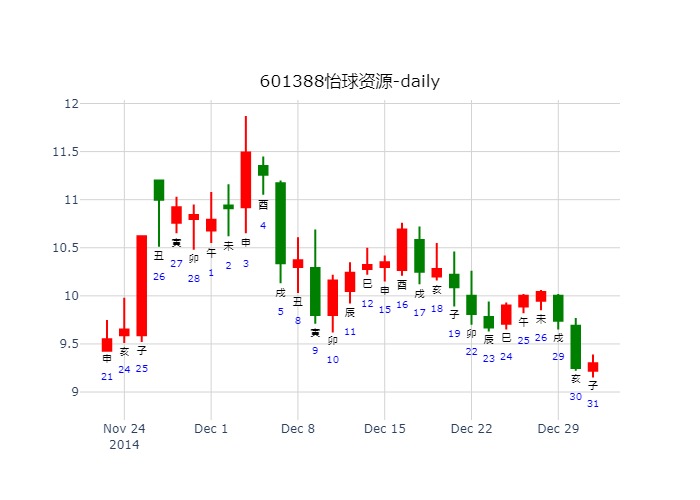 601388怡球资源-daily
12
11.5
11
10.5
10
9.5
9
申 21
亥 24
子 25
丑 26
寅 27
卯 28
午 1
未 2
申 3
酉 4
戌 5
丑 8
寅 9
卯 10
辰 11
巳 12
申 15
酉 16
戌 17
亥 18
子 19
卯 22
辰 23
巳 24
午 25
未 26
戌 29
亥 30
子 31
Nov 24 Dec 1 Dec 8 Dec 15 Dec 22 Dec 29
2014